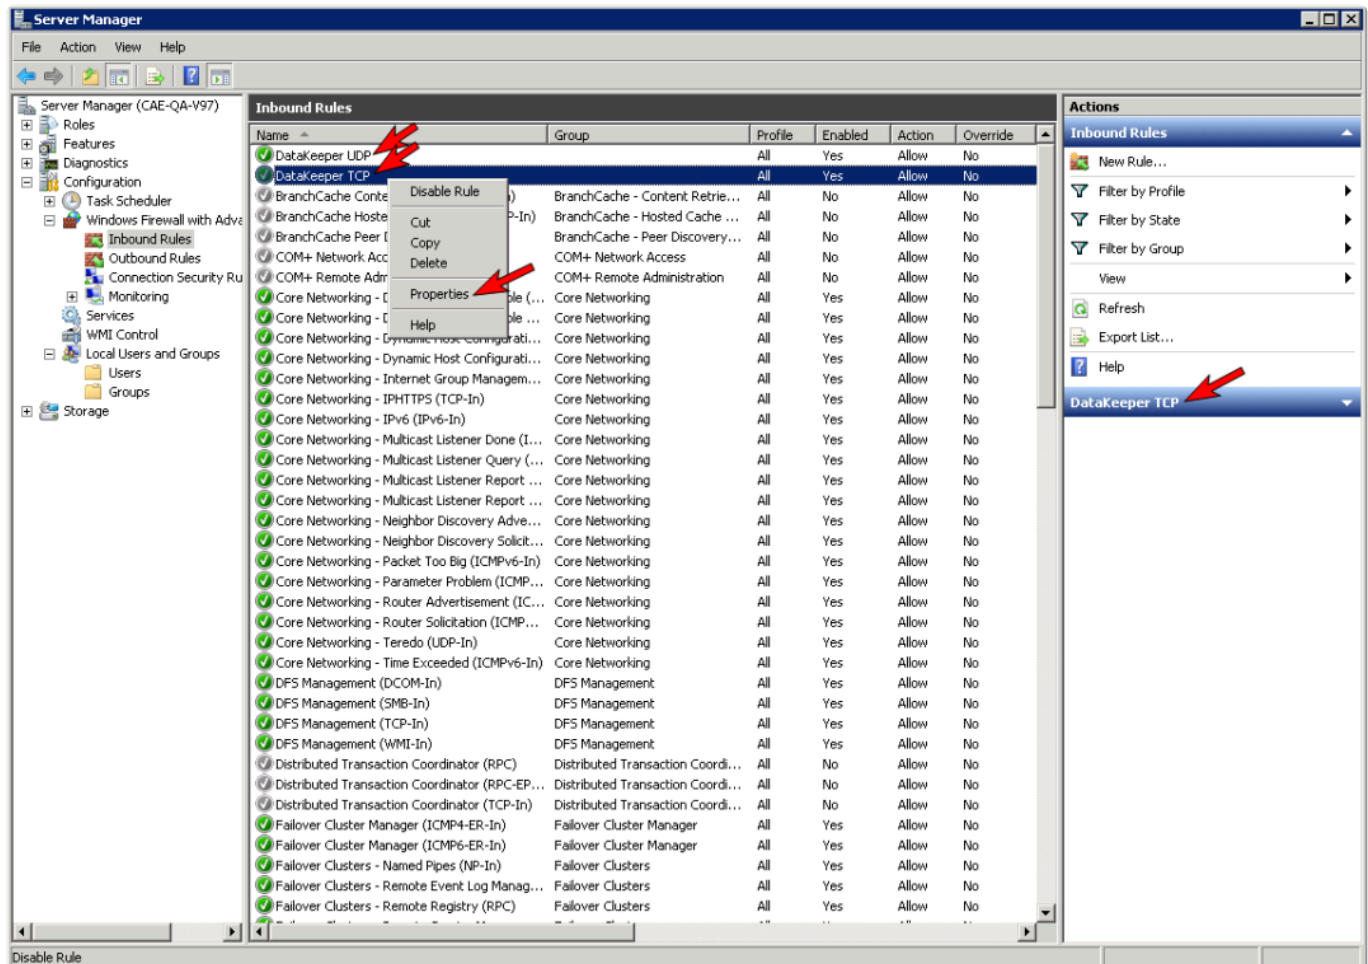 Server Manager
File Action View Help
Server Manager (CAE-QA-V97)
Roles
Features
Diagnostics
Configuration
Task Scheduler
Windows Firewall with Adva
Inbound Rules
Outbound Rules
Connection Security Ru
Monitoring
Services
WMI Control
Local Users and Groups
Users
Groups
Storage
Inbound Rules
Name Group Profile Enabled Action Override
DataKeeper UDP All Yes Allow No
DataKeeper TCP All Yes Allow No
BranchCache Conte ) BranchCache - Content Retrie... All No Allow No
BranchCache Hoste P-In) BranchCache - Hosted Cache ... All No Allow No
BranchCache Peer BranchCache - Peer Discovery... All No Allow No
COM+ Network Acc COM+ Network Access All No Allow No
COM+ Remote Adm COM+ Remote Administration All No Allow No
Core Networking - ble (... Core Networking All Yes Allow No
Core Networking - ble ... Core Networking All Yes Allow No
Core Networking - Dynamic Host Configurati... Core Networking All Yes Allow No
Core Networking - Dynamic Host Configurati... Core Networking All Yes Allow No
Core Networking - Internet Group Managem... Core Networking All Yes Allow No
Core Networking - IPHTTPS (TCP-In) Core Networking All Yes Allow No
Core Networking - IPv6 (IPv6-In) Core Networking All Yes Allow No
Core Networking - Multicast Listener Done (I... Core Networking All Yes Allow No
Core Networking - Multicast Listener Query (... Core Networking All Yes Allow No
Core Networking - Multicast Listener Report ... Core Networking All Yes Allow No
Core Networking - Multicast Listener Report ... Core Networking All Yes Allow No
Core Networking - Neighbor Discovery Adve... Core Networking All Yes Allow No
Core Networking - Neighbor Discovery Solicit... Core Networking All Yes Allow No
Core Networking - Packet Too Big (ICMPv6-In) Core Networking All Yes Allow No
Core Networking - Parameter Problem (ICMP... Core Networking All Yes Allow No
Core Networking - Router Advertisement (IC... Core Networking All Yes Allow No
Core Networking - Router Solicitation (ICMP... Core Networking All Yes Allow No
Core Networking - Teredo (UDP-In) Core Networking All Yes Allow No
Core Networking - Time Exceeded (ICMPv6-In) Core Networking All Yes Allow No
DFS Management (DCOM-In) DFS Management All Yes Allow No
DFS Management (SMB-In) DFS Management All Yes Allow No
DFS Management (TCP-In) DFS Management All Yes Allow No
DFS Management (WMI-In) DFS Management All Yes Allow No
Distributed Transaction Coordinator (RPC) Distributed Transaction Coordi... All No Allow No
Distributed Transaction Coordinator (RPC-EP... Distributed Transaction Coordi... All No Allow No
Distributed Transaction Coordinator (TCP-In) Distributed Transaction Coordi... All No Allow No
Failover Cluster Manager (ICMP4-ER-In) Failover Cluster Manager All Yes Allow No
Failover Cluster Manager (ICMP6-ER-In) Failover Cluster Manager All Yes Allow No
Failover Clusters - Named Pipes (NP-In) Failover Clusters All Yes Allow No
Failover Clusters - Remote Event Log Manag... Failover Clusters All Yes Allow No
Failover Clusters - Remote Registry (RPC) Failover Clusters All Yes Allow No
Disable Rule
Cut
Copy
Delete
Properties
Help
Actions
Inbound Rules
New Rule...
Filter by Profile
Filter by State
Filter by Group
View
Refresh
Export List...
Help
DataKeeper TCP
Disable Rule